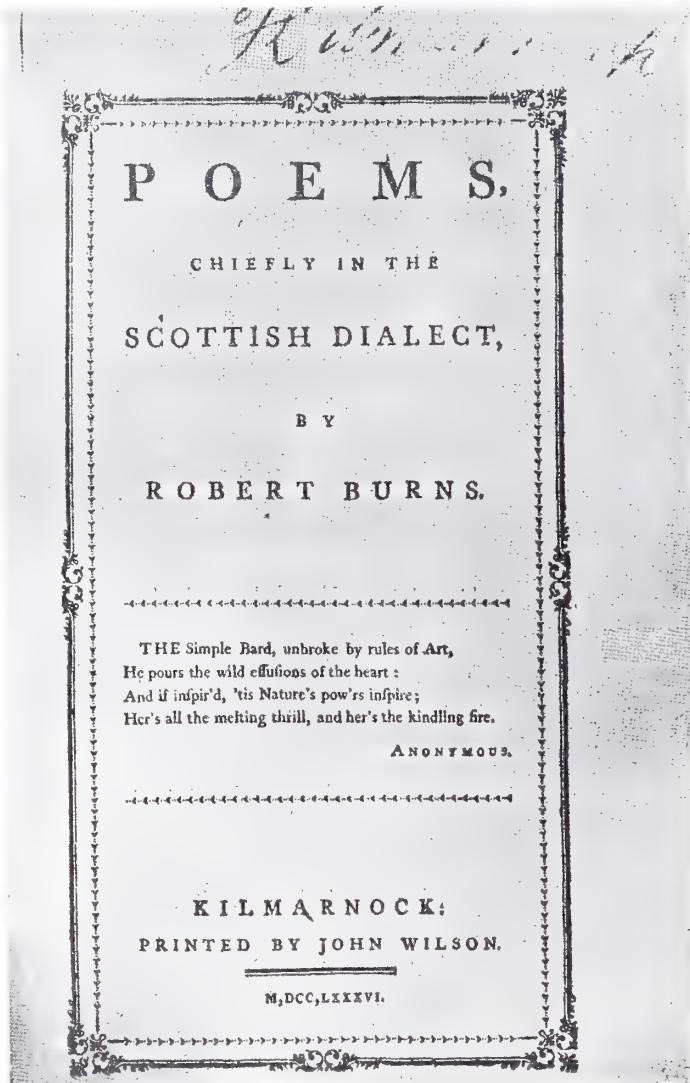 POEMS,
CHIEFLY IN THE
SCOTTISH DIALECT,
BY
ROBERT BURNS.
THE Simple Bard, unbroke by rules of Art,
He pours the wild effuſions of the heart:
And if inſpir'd, 'tis Nature's pow'rs inſpire;
Her's all the melting thrill, and her's the kindling fire.
ANONYMOUS.
KILMARNOCK:
PRINTED BY JOHN WILSON.
M,DCC,LXXXVI.